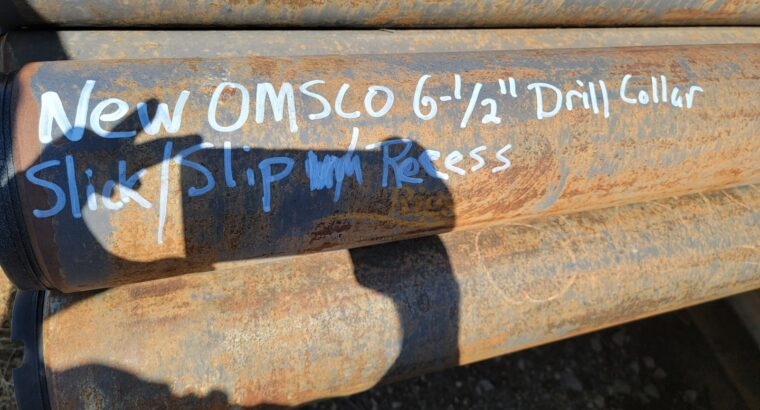 New OMSCO 6-1/2" Drill Collar
Slick/Slip w/ Recess